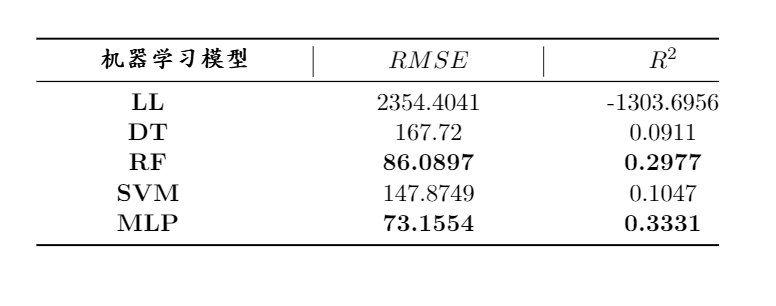 机器学习模型 RMSE R²
LL 2354.4041 -1303.6956
DT 167.72 0.0911
RF 86.0897 0.2977
SVM 147.8749 0.1047
MLP 73.1554 0.3331